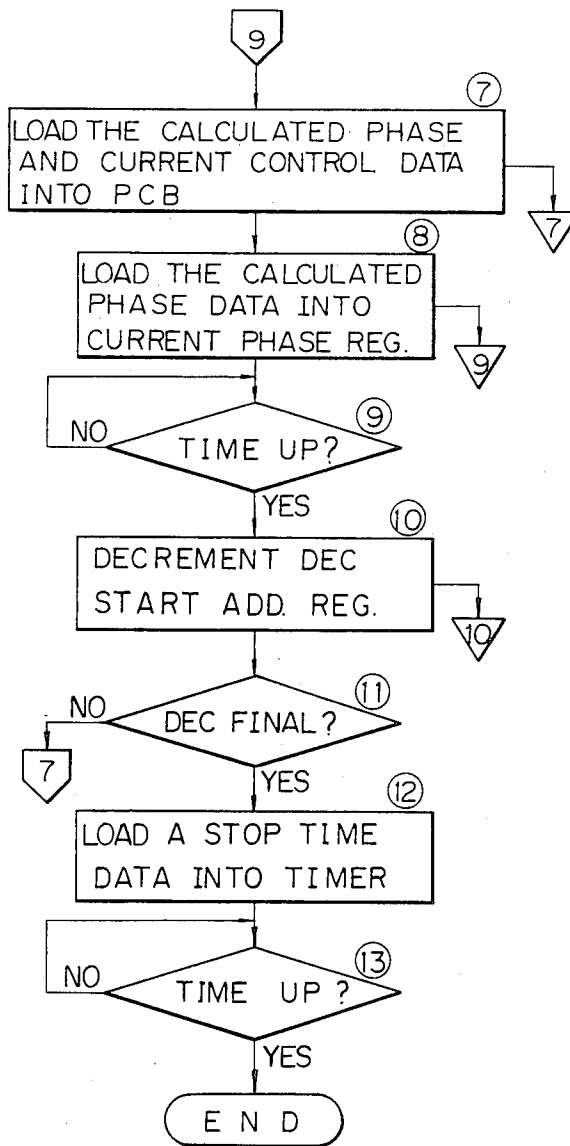 9
⑦
LOAD THE CALCULATED PHASE
AND CURRENT CONTROL DATA
INTO PCB
7
⑧
LOAD THE CALCULATED
PHASE DATA INTO
CURRENT PHASE REG.
9
⑨
NO
TIME UP?
YES
⑩
DECREMENT DEC
START ADD. REG.
10
⑪
NO
DEC FINAL?
7
YES
⑫
LOAD A STOP TIME
DATA INTO TIMER
⑬
NO
TIME UP?
YES
END